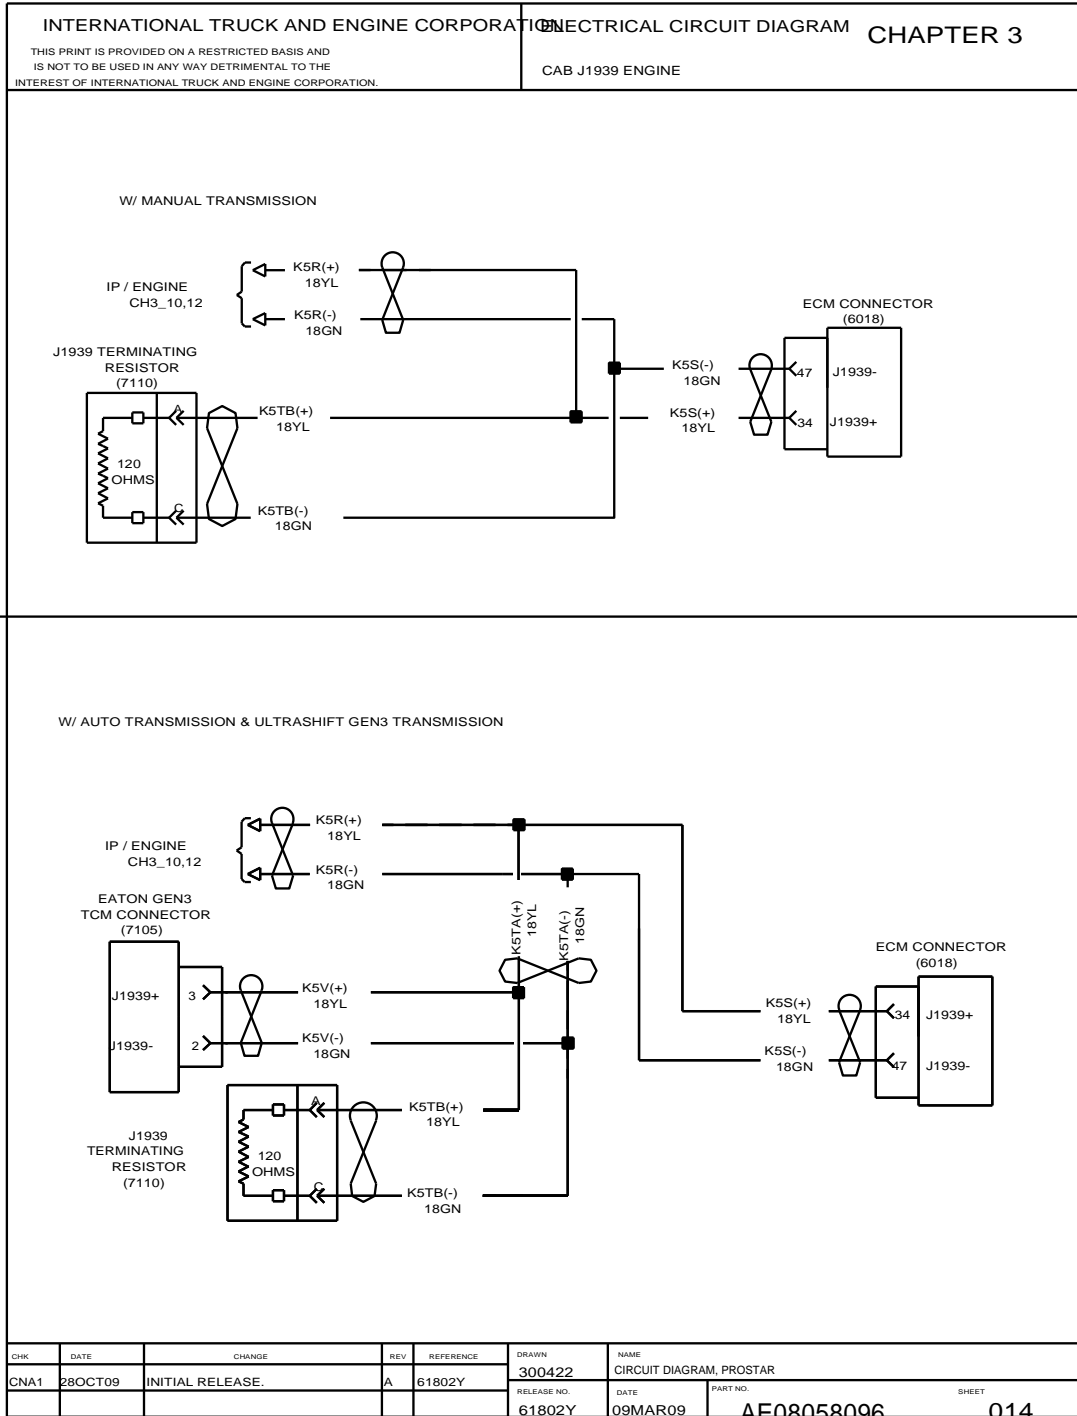 INTERNATIONAL TRUCK AND ENGINE CORPORATION
THIS PRINT IS PROVIDED ON A RESTRICTED BASIS AND
IS NOT TO BE USED IN ANY WAY DETRIMENTAL TO THE
INTEREST OF INTERNATIONAL TRUCK AND ENGINE CORPORATION.
ELECTRICAL CIRCUIT DIAGRAM
CHAPTER 3
CAB J1939 ENGINE
W/ MANUAL TRANSMISSION
IP / ENGINE
CH3_10,12
K5R(+)
18YL
K5R(-)
18GN
J1939 TERMINATING
RESISTOR
(7110)
120
OHMS
A
C
K5TB(+)
18YL
K5TB(-)
18GN
K5S(-)
18GN
K5S(+)
18YL
ECM CONNECTOR
(6018)
47
J1939-
34
J1939+
W/ AUTO TRANSMISSION & ULTRASHIFT GEN3 TRANSMISSION
IP / ENGINE
CH3_10,12
K5R(+)
18YL
K5R(-)
18GN
EATON GEN3
TCM CONNECTOR
(7105)
J1939+
3
J1939-
2
K5V(+)
18YL
K5V(-)
18GN
K5TA(+)
18YL
K5TA(-)
18GN
J1939
TERMINATING
RESISTOR
(7110)
120
OHMS
A
C
K5TB(+)
18YL
K5TB(-)
18GN
K5S(+)
18YL
K5S(-)
18GN
ECM CONNECTOR
(6018)
34
J1939+
47
J1939-
CHK DATE CHANGE REV REFERENCE
CNA1 28OCT09 INITIAL RELEASE. A 61802Y
DRAWN
300422
NAME
CIRCUIT DIAGRAM, PROSTAR
RELEASE NO.
61802Y
DATE
09MAR09
PART NO.
AE08058096
SHEET
014